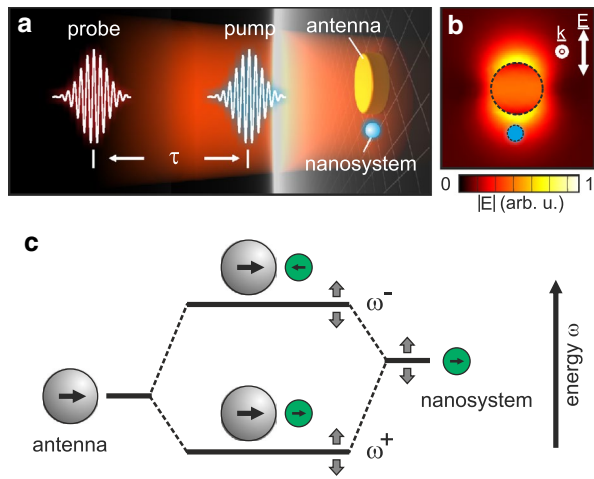 a
probe
pump
antenna
τ
nanosystem
b
k
E
0
1
|E| (arb. u.)
c
ω⁻
antenna
nanosystem
ω⁺
energy ω